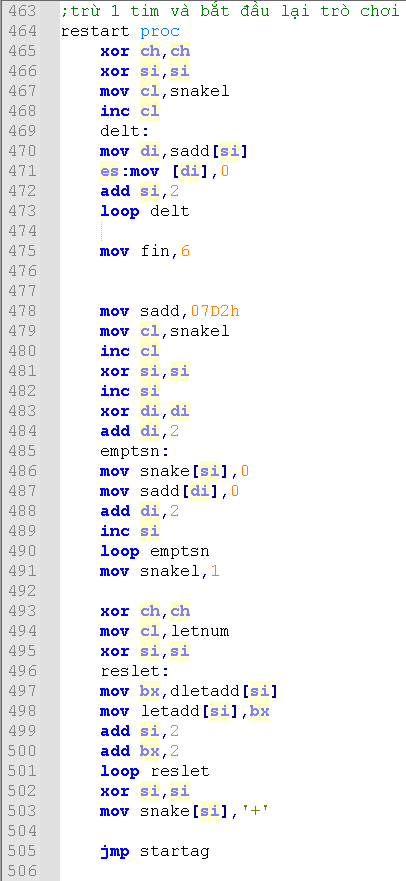 463 ;trừ 1 tim và bắt đầu lại trò chơi
464 restart proc
465 xor ch,ch
466 xor si,si
467 mov cl,snakel
468 inc cl
469 delt:
470 mov di,sadd[si]
471 es:mov [di],0
472 add si,2
473 loop delt
474
475 mov fin,6
476
477
478 mov sadd,07D2h
479 mov cl,snakel
480 inc cl
481 xor si,si
482 inc si
483 xor di,di
484 add di,2
485 emptsn:
486 mov snake[si],0
487 mov sadd[di],0
488 add di,2
489 inc si
490 loop emptsn
491 mov snakel,1
492
493 xor ch,ch
494 mov cl,letnum
495 xor si,si
496 reslet:
497 mov bx,dletadd[si]
498 mov letadd[si],bx
499 add si,2
500 add bx,2
501 loop reslet
502 xor si,si
503 mov snake[si],'+'
504
505 jmp startag
506